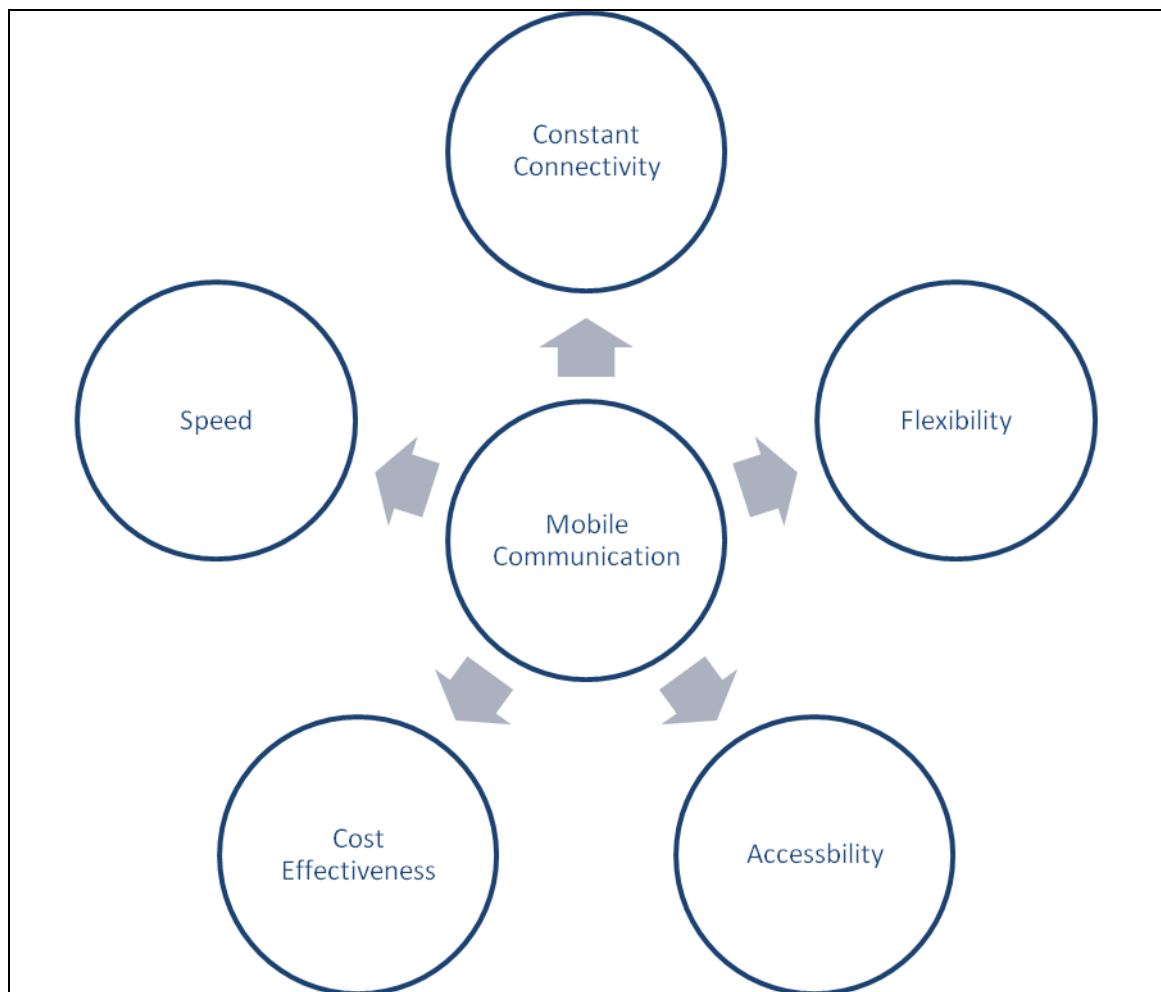 Constant
Connectivity
Speed
Flexibility
Mobile
Communication
Cost
Effectiveness
Accessbility